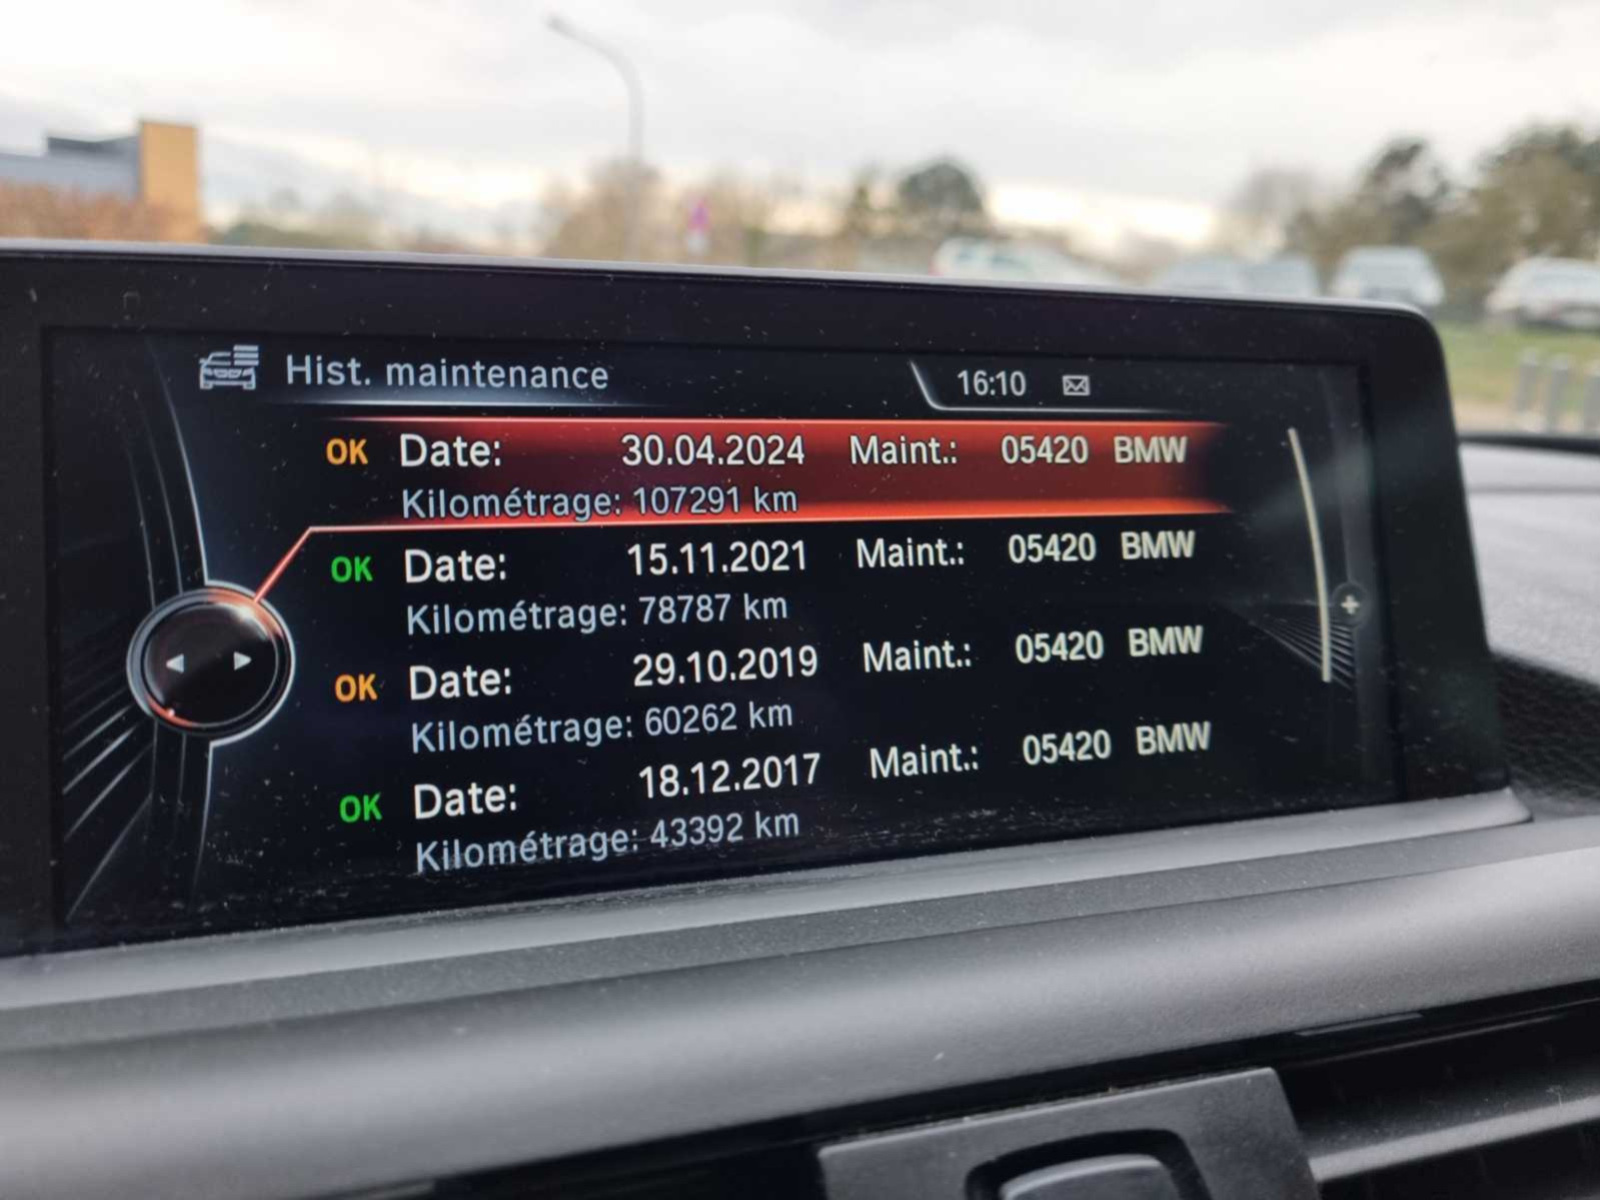 Hist. maintenance 16:10
OK Date: 30.04.2024 Maint.: 05420 BMW
Kilométrage: 107291 km
OK Date: 15.11.2021 Maint.: 05420 BMW
Kilométrage: 78787 km
OK Date: 29.10.2019 Maint.: 05420 BMW
Kilométrage: 60262 km
OK Date: 18.12.2017 Maint.: 05420 BMW
Kilométrage: 43392 km